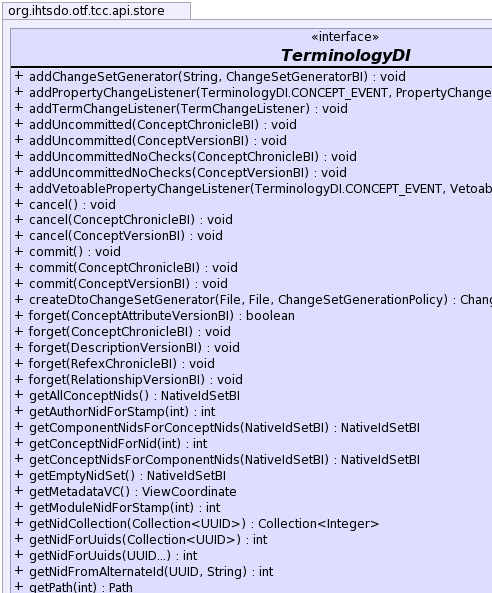 org.ihtsdo.otf.tcc.api.store
«interface»
TerminologyDI
+ addChangeSetGenerator(String, ChangeSetGeneratorBI) : void
+ addPropertyChangeListener(TerminologyDI.CONCEPT_EVENT, PropertyChange
+ addTermChangeListener(TermChangeListener) : void
+ addUncommitted(ConceptChronicleBI) : void
+ addUncommitted(ConceptVersionBI) : void
+ addUncommittedNoChecks(ConceptChronicleBI) : void
+ addUncommittedNoChecks(ConceptVersionBI) : void
+ addVetoablePropertyChangeListener(TerminologyDI.CONCEPT_EVENT, Vetoab
+ cancel() : void
+ cancel(ConceptChronicleBI) : void
+ cancel(ConceptVersionBI) : void
+ commit() : void
+ commit(ConceptChronicleBI) : void
+ commit(ConceptVersionBI) : void
+ createDtoChangeSetGenerator(File, File, ChangeSetGenerationPolicy) : Chang
+ forget(ConceptAttributeVersionBI) : boolean
+ forget(ConceptChronicleBI) : void
+ forget(DescriptionVersionBI) : void
+ forget(RefexChronicleBI) : void
+ forget(RelationshipVersionBI) : void
+ getAllConceptNids() : NativeIdSetBI
+ getAuthorNidForStamp(int) : int
+ getComponentNidsForConceptNids(NativeIdSetBI) : NativeIdSetBI
+ getConceptNidForNid(int) : int
+ getConceptNidsForComponentNids(NativeIdSetBI) : NativeIdSetBI
+ getEmptyNidSet() : NativeIdSetBI
+ getMetadataVC() : ViewCoordinate
+ getModuleNidForStamp(int) : int
+ getNidCollection(Collection<UUID>) : Collection<Integer>
+ getNidForUuids(Collection<UUID>) : int
+ getNidForUuids(UUID...) : int
+ getNidFromAlternateId(UUID, String) : int
+ getPath(int) : Path